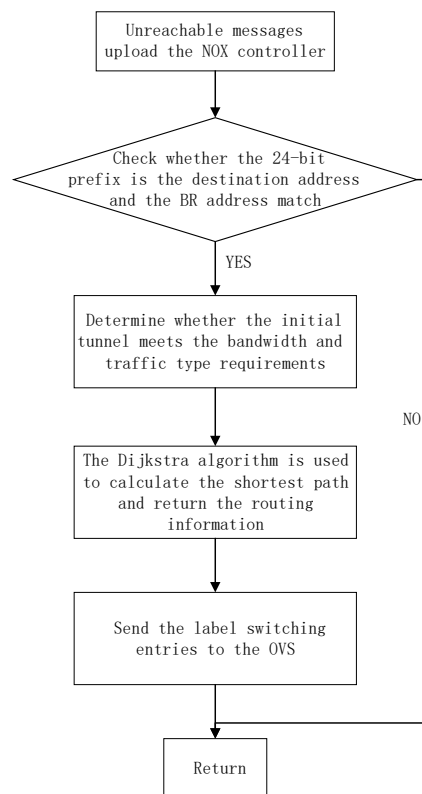 Unreachable messages
upload the NOX controller
Check whether the 24-bit
prefix is the destination address
and the BR address match
YES
Determine whether the initial
tunnel meets the bandwidth and
traffic type requirements
NO
The Dijkstra algorithm is used
to calculate the shortest path
and return the routing
information
Send the label switching
entries to the OVS
Return